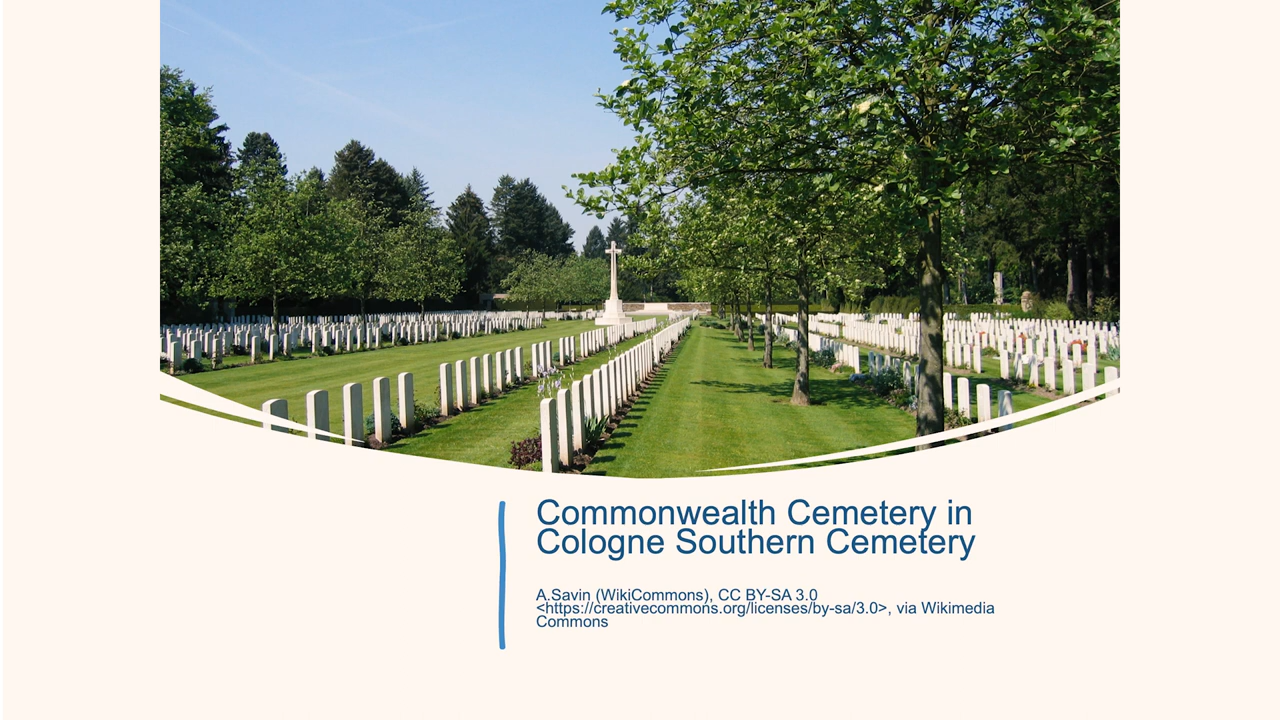 Commonwealth Cemetery in
Cologne Southern Cemetery
A.Savin (WikiCommons), CC BY-SA 3.0
<https://creativecommons.org/licenses/by-sa/3.0>, via Wikimedia
Commons